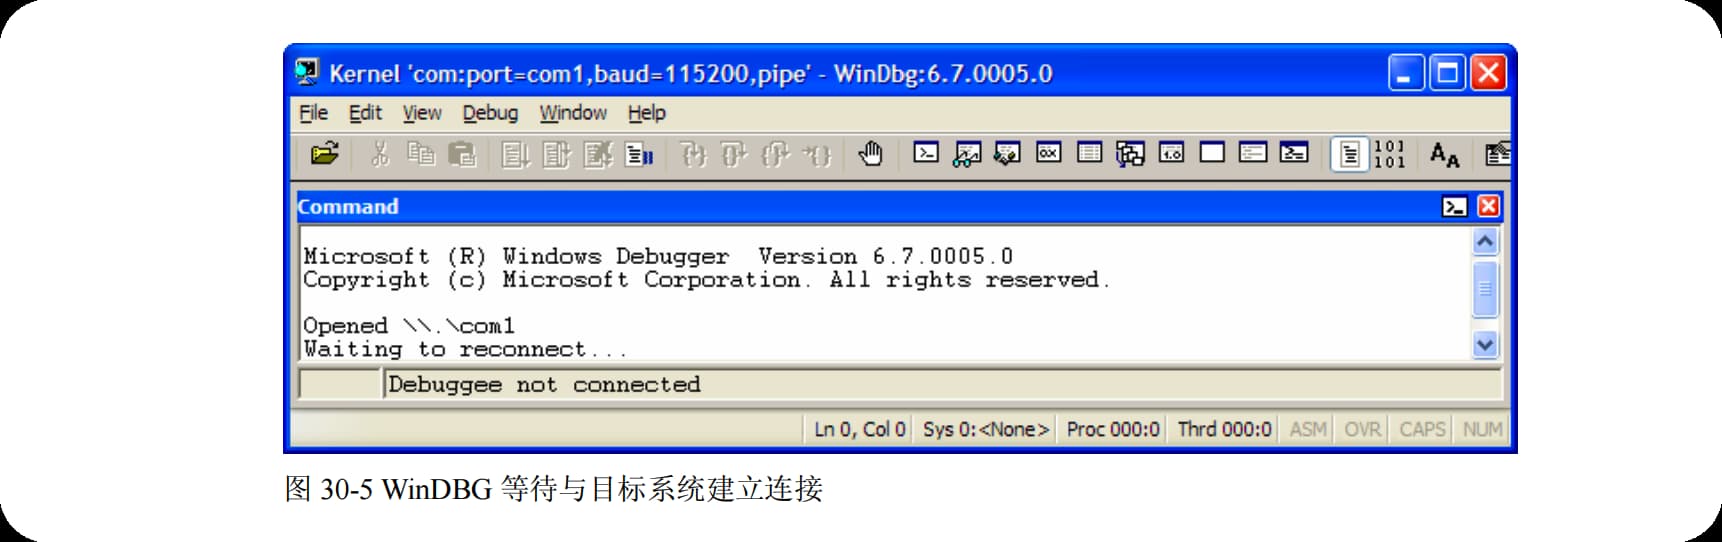 Kernel 'com:port=com1,baud=115200,pipe' - WinDbg:6.7.0005.0
File Edit View Debug Window Help
101
101
Command
Microsoft (R) Windows Debugger  Version 6.7.0005.0
Copyright (c) Microsoft Corporation. All rights reserved.
Opened \\.\com1
Waiting to reconnect...
Debuggee not connected
Ln 0, Col 0 Sys 0:<None> Proc 000:0 Thrd 000:0 ASM OVR CAPS NUM
图 30-5 WinDBG 等待与目标系统建立连接